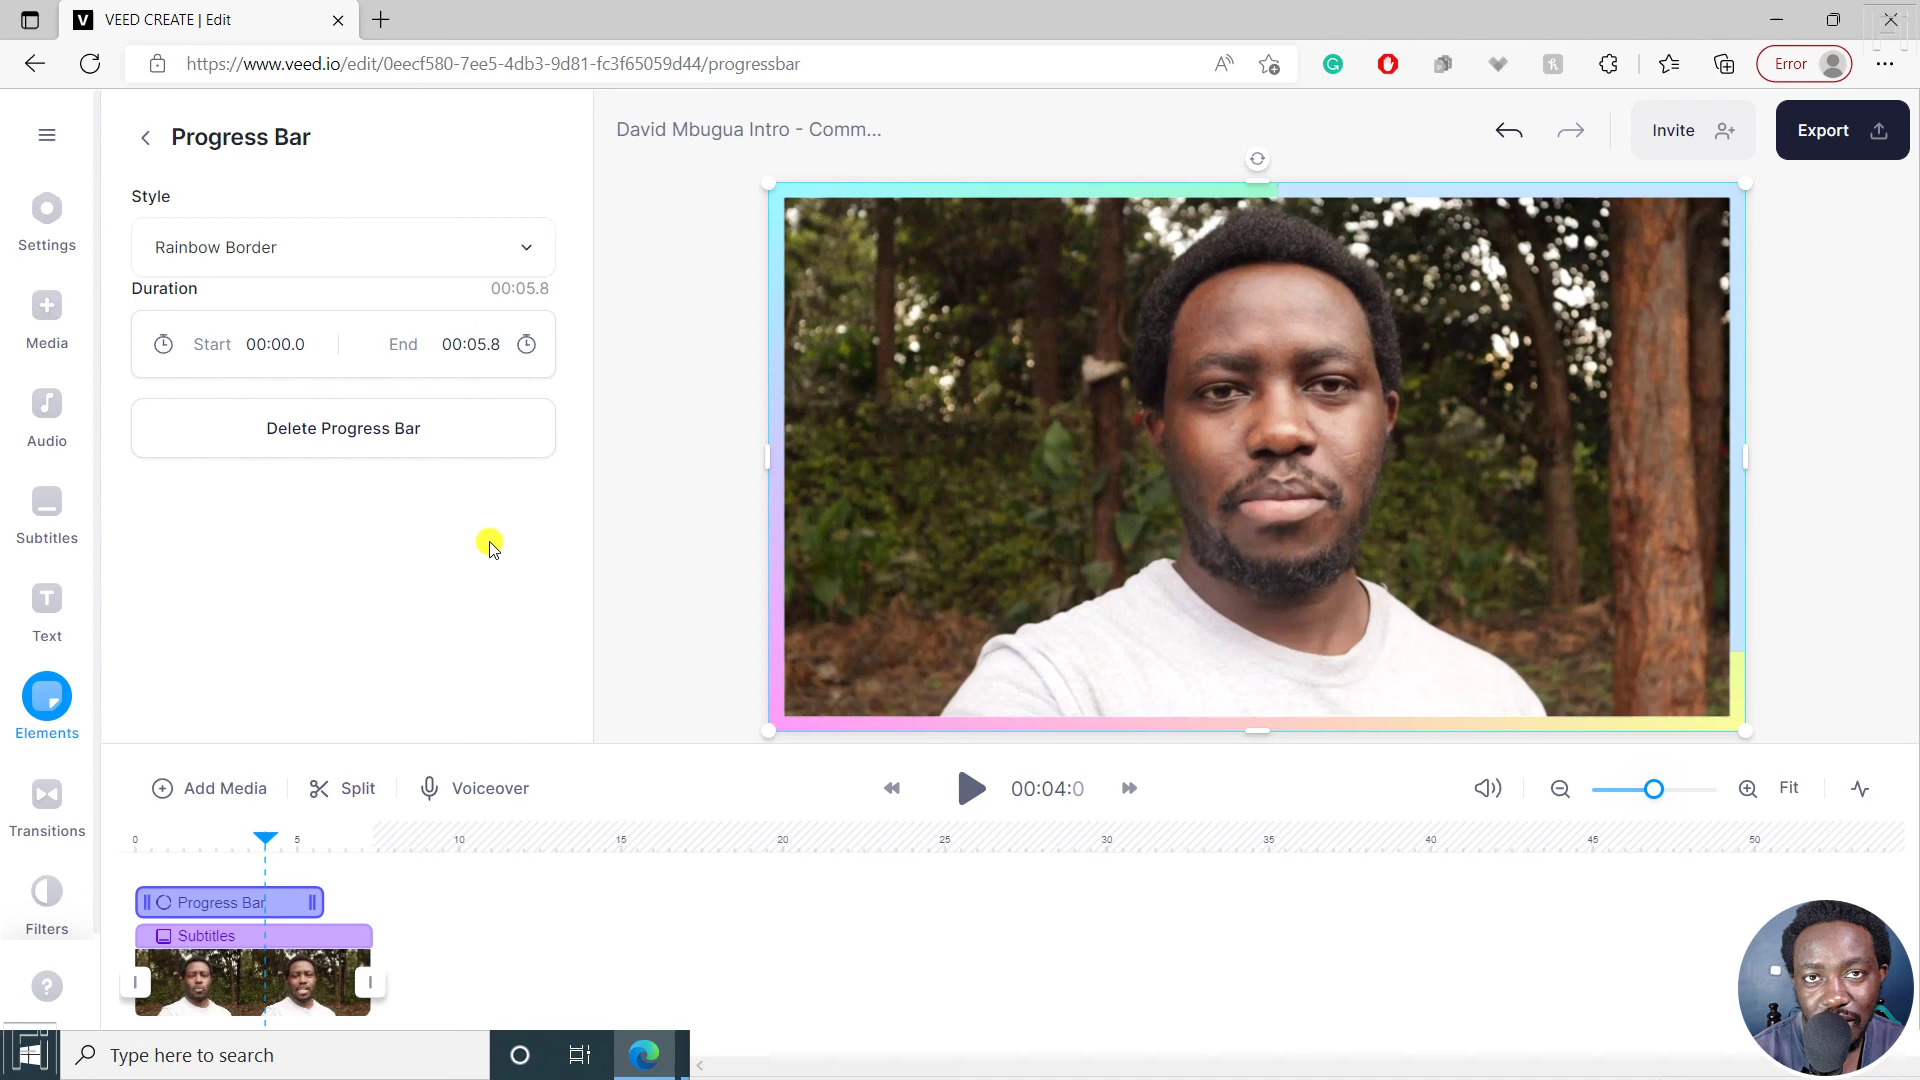 VEED CREATE | Edit
https://www.veed.io/edit/0eecf580-7ee5-4db3-9d81-fc3f65059d44/progressbar
Error
Progress Bar
David Mbugua Intro - Comm...
Invite
Export
Style
Rainbow Border
Duration
00:05.8
Start 00:00.0
End 00:05.8
Delete Progress Bar
Settings
Media
Audio
Subtitles
Text
Elements
Transitions
Filters
Add Media
Split
Voiceover
00:04:0
Fit
0 5 10 15 20 25 30 35 40 45 50
Progress Bar
Subtitles
Type here to search